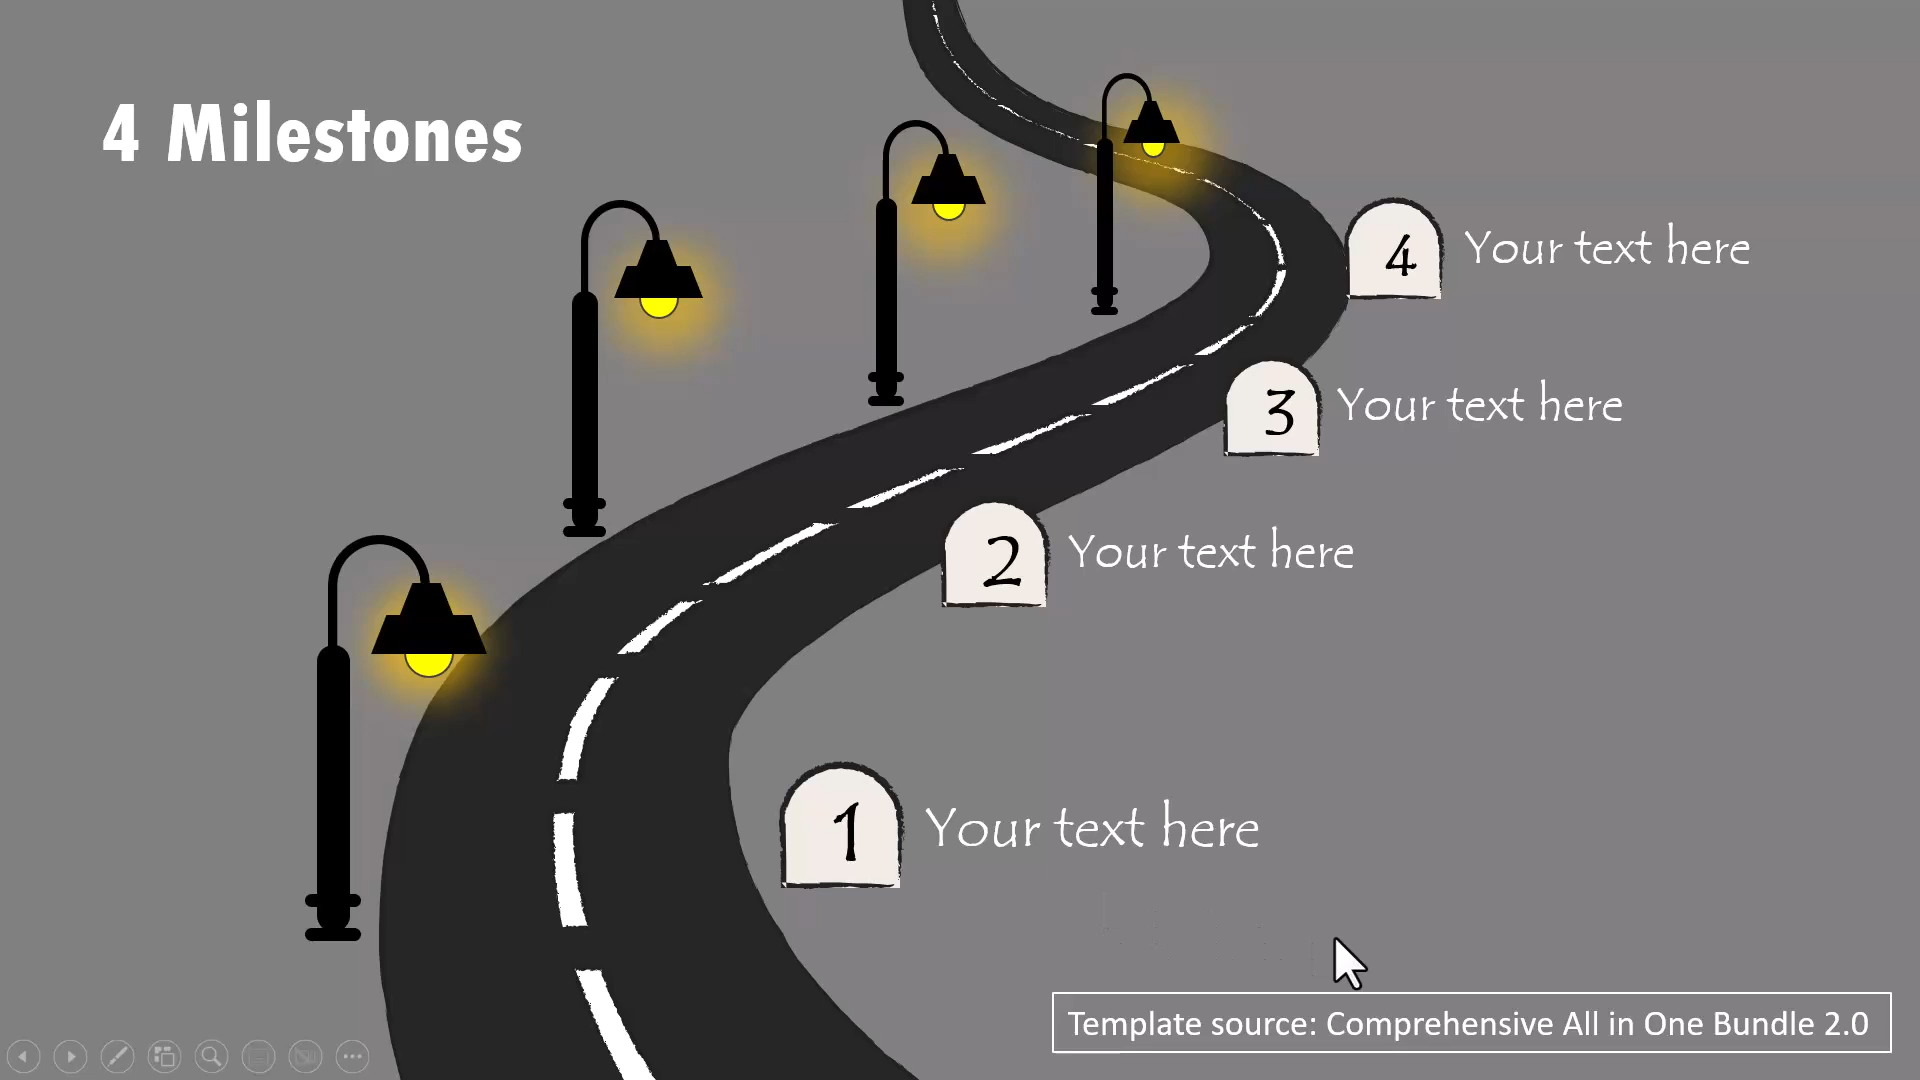 4 Milestones
4 Your text here
3 Your text here
2 Your text here
1 Your text here
Template source: Comprehensive All in One Bundle 2.0